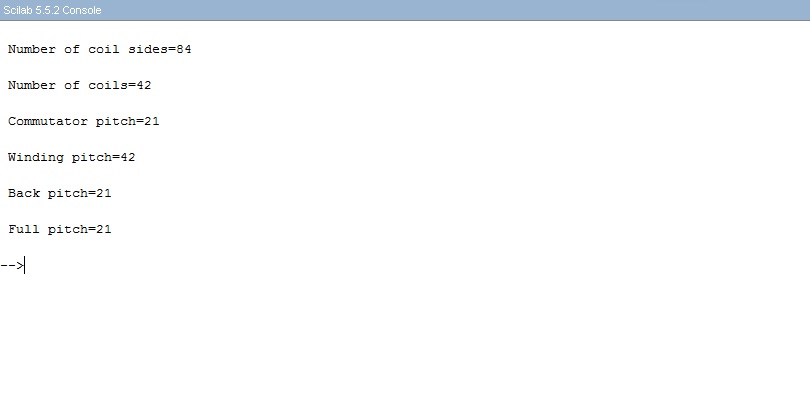 Scilab 5.5.2 Console
Number of coil sides=84
Number of coils=42
Commutator pitch=21
Winding pitch=42
Back pitch=21
Full pitch=21
-->